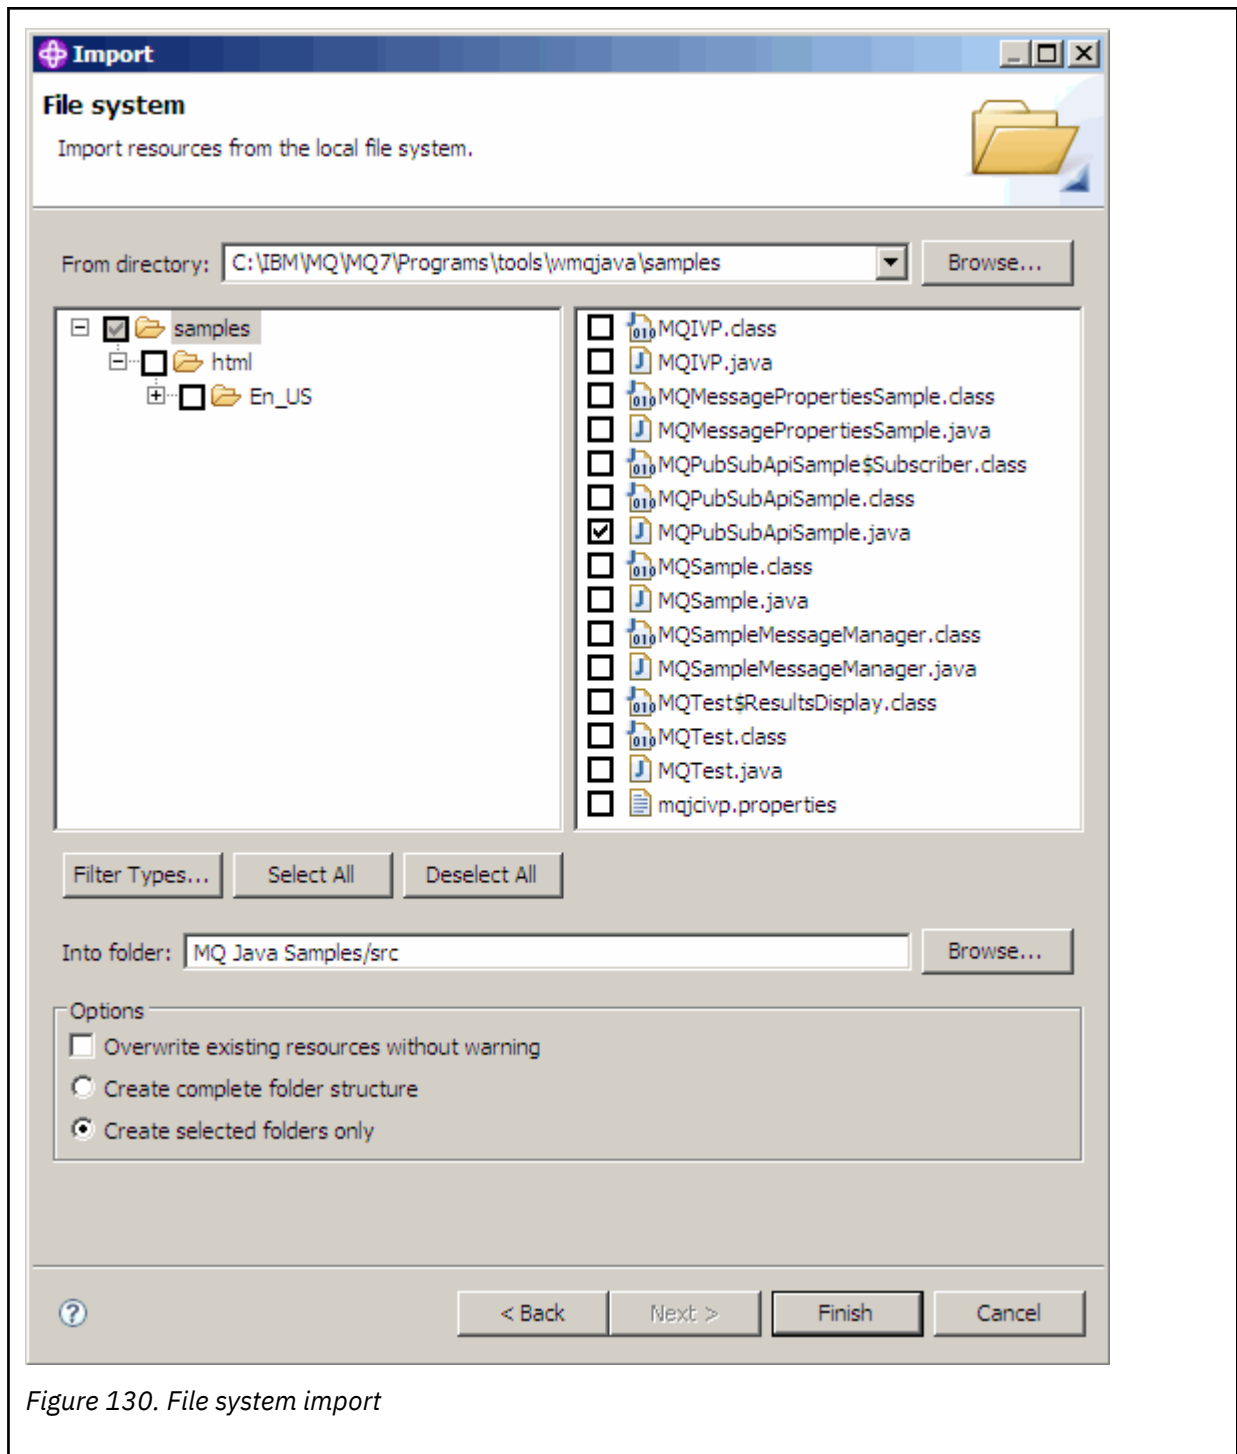 Import
File system
Import resources from the local file system.
From directory: C:\IBM\MQ\MQ7\Programs\tools\wmqjava\samples Browse...
samples
html
En_US
MQIVP.class
MQIVP.java
MQMessagePropertiesSample.class
MQMessagePropertiesSample.java
MQPubSubApiSample$Subscriber.class
MQPubSubApiSample.class
MQPubSubApiSample.java
MQSample.class
MQSample.java
MQSampleMessageManager.class
MQSampleMessageManager.java
MQTest$ResultsDisplay.class
MQTest.class
MQTest.java
mqjcivp.properties
Filter Types... Select All Deselect All
Into folder: MQ Java Samples/src Browse...
Options
Overwrite existing resources without warning
Create complete folder structure
Create selected folders only
< Back Next > Finish Cancel
Figure 130. File system import